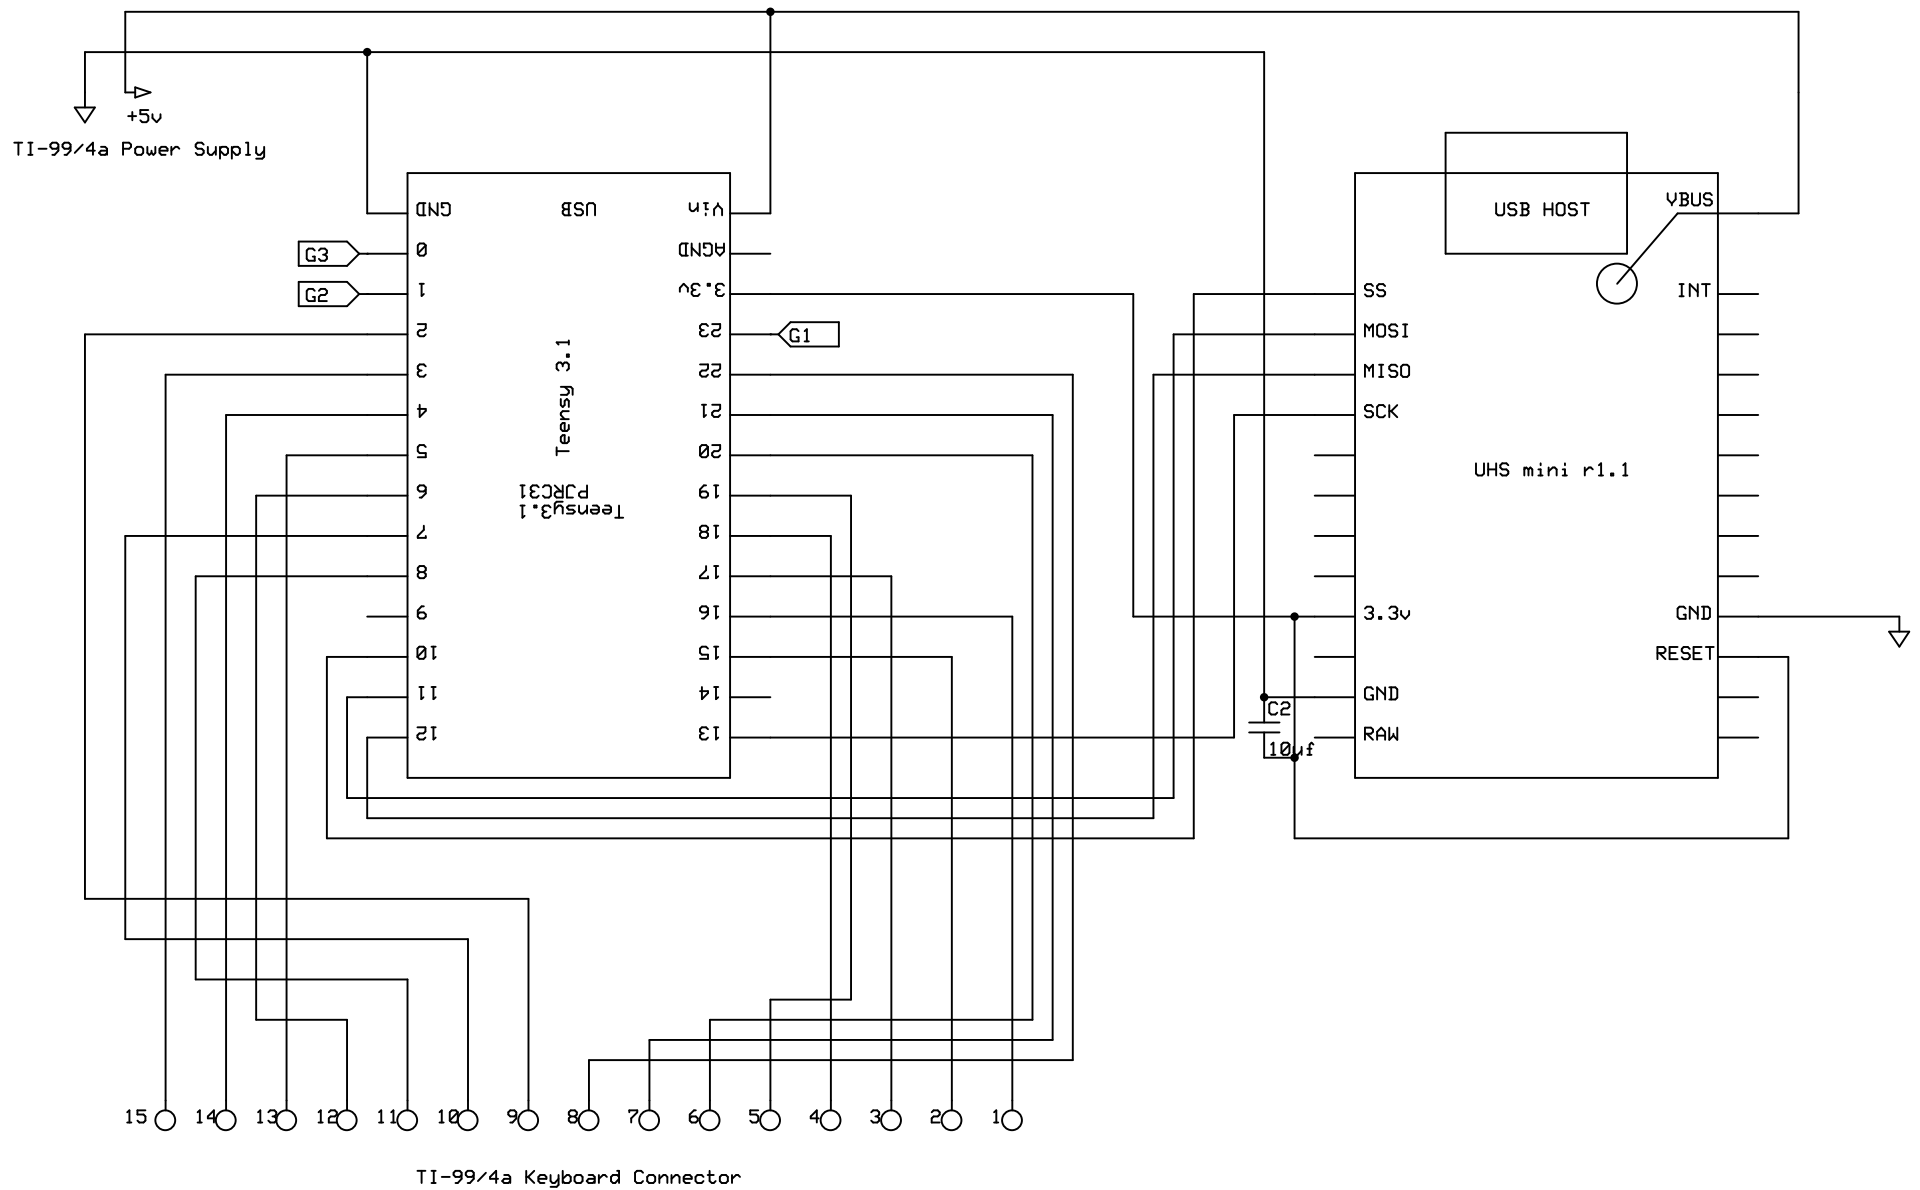 +5v
TI-99/4a Power Supply
GND
USB
Vin
0
AGND
1
3.3v
2
23
3
22
4
21
5
20
6
19
7
18
8
17
9
16
10
15
11
14
12
13
G3
G2
G1
Teensy 3.1
PJRC31
Teensy3.1
USB HOST
VBUS
SS
INT
MOSI
MISO
SCK
UHS mini r1.1
3.3v
GND
RESET
GND
RAW
C2
10uf
15
14
13
12
11
10
9
8
7
6
5
4
3
2
1
TI-99/4a Keyboard Connector